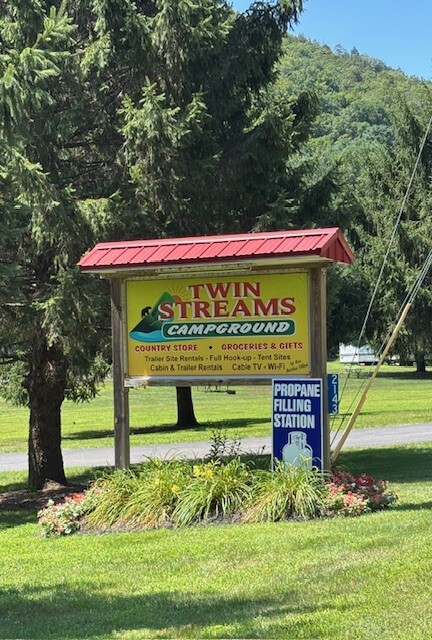 TWIN
STREAMS
CAMPGROUND
COUNTRY STORE • GROCERIES & GIFTS
Trailer Site Rentals - Full Hook-up - Tent Sites
Cabin & Trailer Rentals Cable TV - Wi-Fi
PROPANE
FILLING
STATION
2143